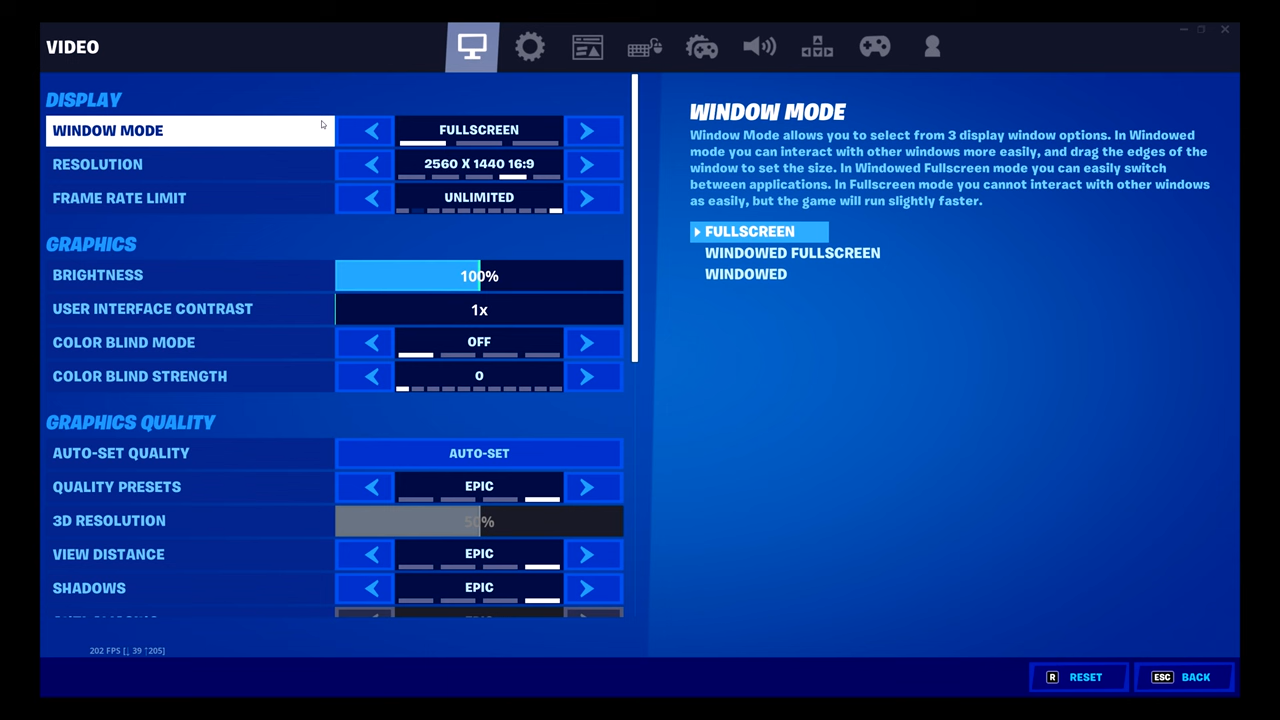 VIDEO
DISPLAY
WINDOW MODE
FULLSCREEN
RESOLUTION
2560 X 1440 16:9
FRAME RATE LIMIT
UNLIMITED
GRAPHICS
BRIGHTNESS
100%
USER INTERFACE CONTRAST
1x
COLOR BLIND MODE
OFF
COLOR BLIND STRENGTH
0
GRAPHICS QUALITY
AUTO-SET QUALITY
AUTO-SET
QUALITY PRESETS
EPIC
3D RESOLUTION
50%
VIEW DISTANCE
EPIC
SHADOWS
EPIC
202 FPS [↓ 39 ↑205]
WINDOW MODE
Window Mode allows you to select from 3 display window options. In Windowed
mode you can interact with other windows more easily, and drag the edges of the
window to set the size. In Windowed Fullscreen mode you can easily switch
between applications. In Fullscreen mode you cannot interact with other windows
as easily, but the game will run slightly faster.
FULLSCREEN
WINDOWED FULLSCREEN
WINDOWED
R RESET
ESC BACK